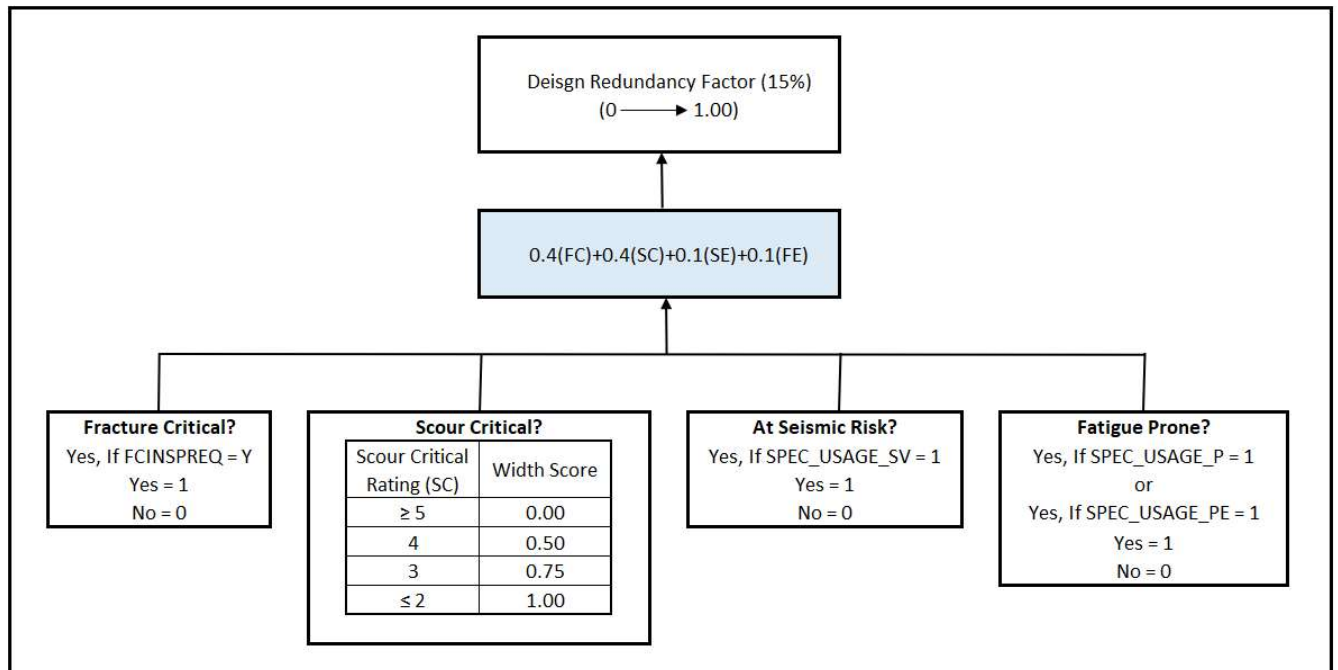 Deisgn Redundancy Factor (15%)
(0 → 1.00)
0.4(FC)+0.4(SC)+0.1(SE)+0.1(FE)
Fracture Critical?
Yes, If FCINSPREQ = Y
Yes = 1
No = 0
Scour Critical?
Scour Critical Width Score
Rating (SC)
≥ 5 0.00
4 0.50
3 0.75
≤ 2 1.00
At Seismic Risk?
Yes, If SPEC_USAGE_SV = 1
Yes = 1
No = 0
Fatigue Prone?
Yes, If SPEC_USAGE_P = 1
or
Yes, If SPEC_USAGE_PE = 1
Yes = 1
No = 0